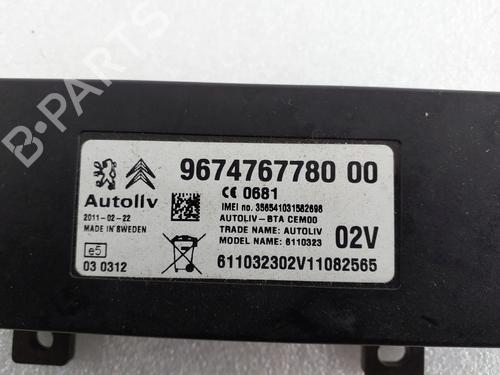 9674767780 00
CE 0681
Autoliv
IMEI no. 356541031582698
2011-02-22
MADE IN SWEDEN
AUTOLIV-BTA CEM00
TRADE NAME: AUTOLIV
MODEL NAME: 6110323
02V
e5
03 0312
611032302V11082565
B-PARTS